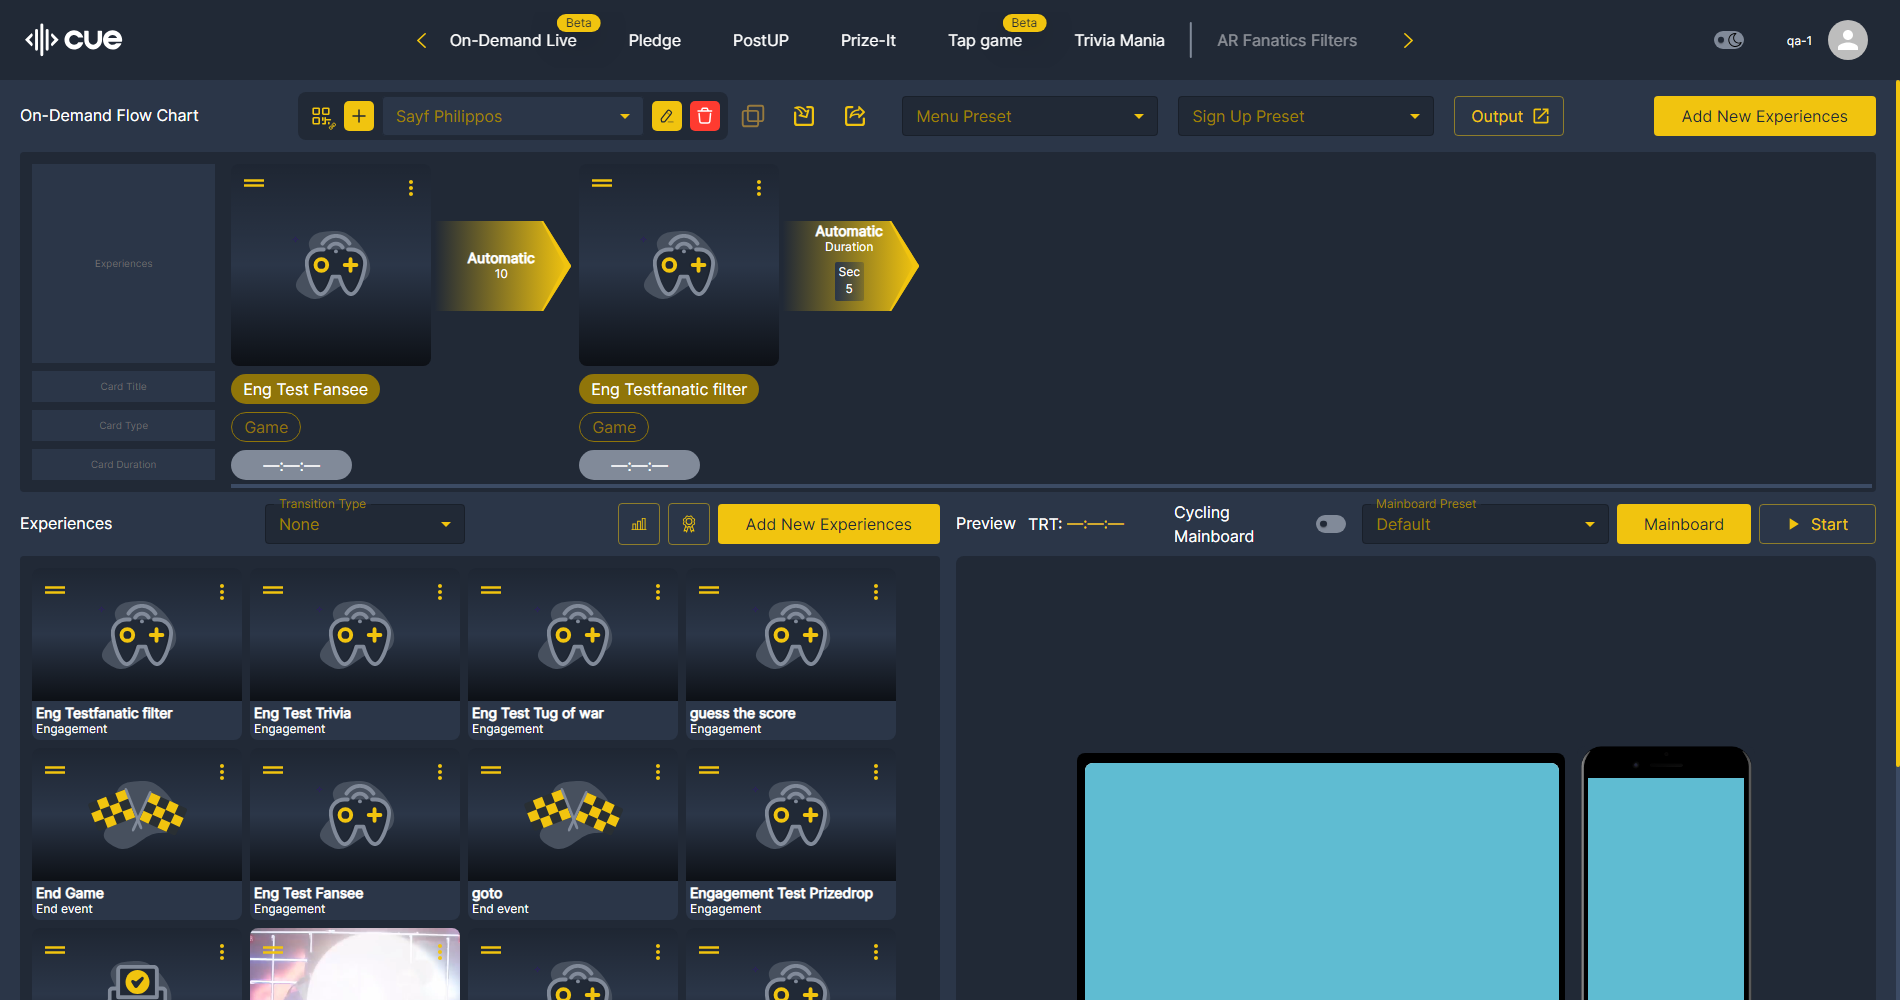 cue
On-Demand Live
Beta
Pledge
PostUP
Prize-It
Tap game
Beta
Trivia Mania
AR Fanatics Filters
qa-1
On-Demand Flow Chart
Sayf Philippos
Menu Preset
Sign Up Preset
Output
Add New Experiences
Experiences
Automatic
10
Automatic
Duration
Sec
5
Card Title
Eng Test Fansee
Eng Testfanatic filter
Card Type
Game
Game
Card Duration
—:—:—
—:—:—
Experiences
Transition Type
None
Add New Experiences
Preview
TRT: —:—:—
Cycling
Mainboard
Mainboard Preset
Default
Mainboard
Start
Eng Testfanatic filter
Engagement
Eng Test Trivia
Engagement
Eng Test Tug of war
Engagement
guess the score
Engagement
End Game
End event
Eng Test Fansee
Engagement
goto
End event
Engagement Test Prizedrop
Engagement